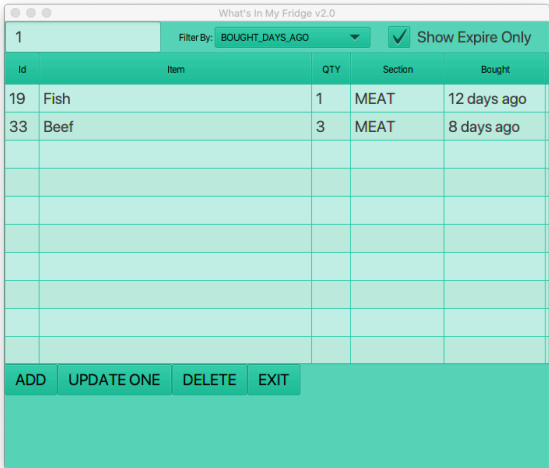 What's In My Fridge v2.0
1 Filter By: BOUGHT_DAYS_AGO Show Expire Only
Id Item QTY Section Bought
19 Fish 1 MEAT 12 days ago
33 Beef 3 MEAT 8 days ago
ADD UPDATE ONE DELETE EXIT